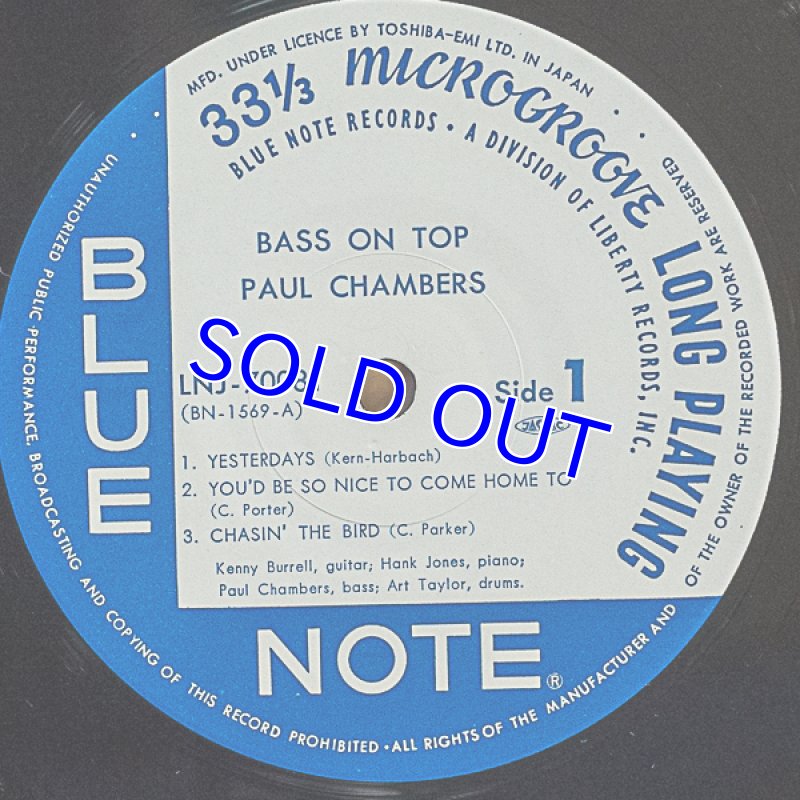 MFD. UNDER LICENCE BY TOSHIBA-EMI LTD. IN JAPAN
33⅓ MICROGROOVE LONG PLAYING
BLUE NOTE RECORDS • A DIVISION OF LIBERTY RECORDS, INC.
BASS ON TOP
PAUL CHAMBERS
SOLD OUT
Side 1
(BN-1569-A)
JASRAC
1. YESTERDAYS (Kern-Harbach)
2. YOU'D BE SO NICE TO COME HOME TO
(C. Porter)
3. CHASIN' THE BIRD (C. Parker)
Kenny Burrell, guitar; Hank Jones, piano;
Paul Chambers, bass; Art Taylor, drums.
BLUE
NOTE®
UNAUTHORIZED PUBLIC PERFORMANCE, BROADCASTING AND COPYING OF THIS RECORD PROHIBITED • ALL RIGHTS OF THE MANUFACTURER AND OF THE OWNER OF THE RECORDED WORK ARE RESERVED